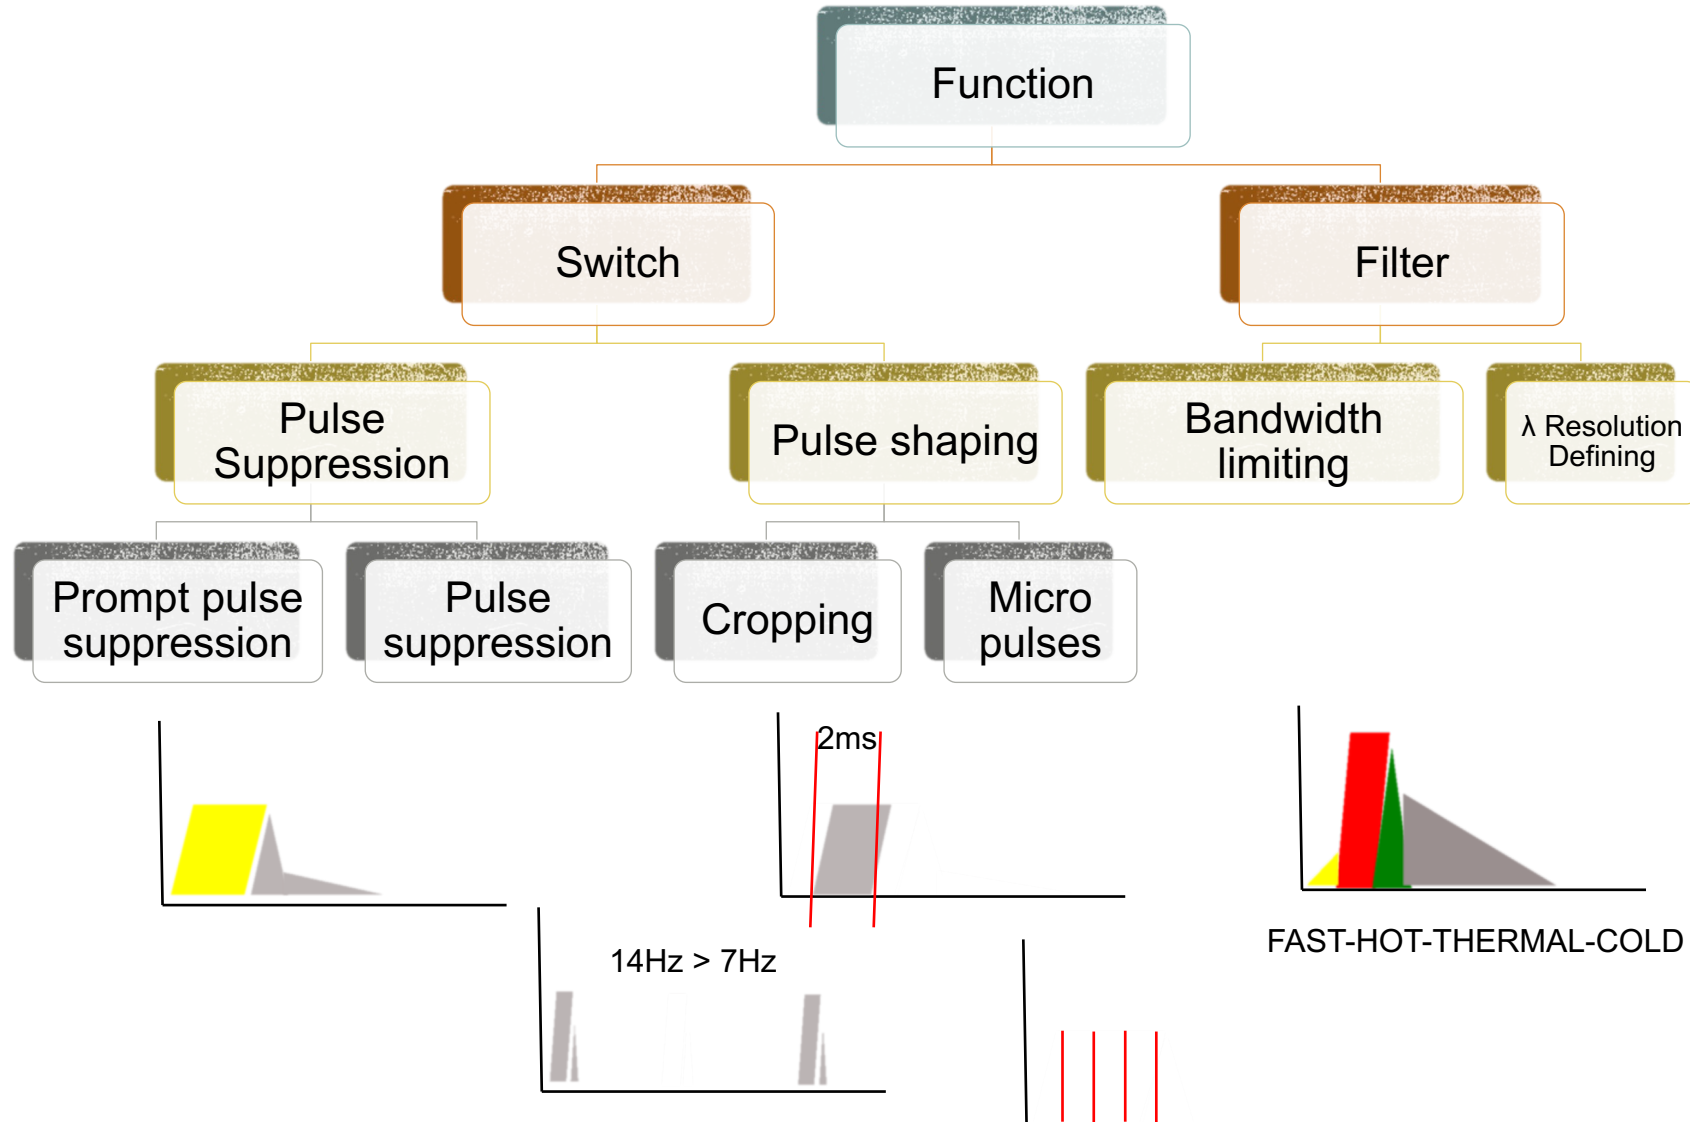 Function
Switch
Filter
Pulse
Suppression
Pulse shaping
Bandwidth
limiting
λ Resolution
Defining
Prompt pulse
suppression
Pulse
suppression
Cropping
Micro
pulses
2ms
14Hz > 7Hz
FAST-HOT-THERMAL-COLD